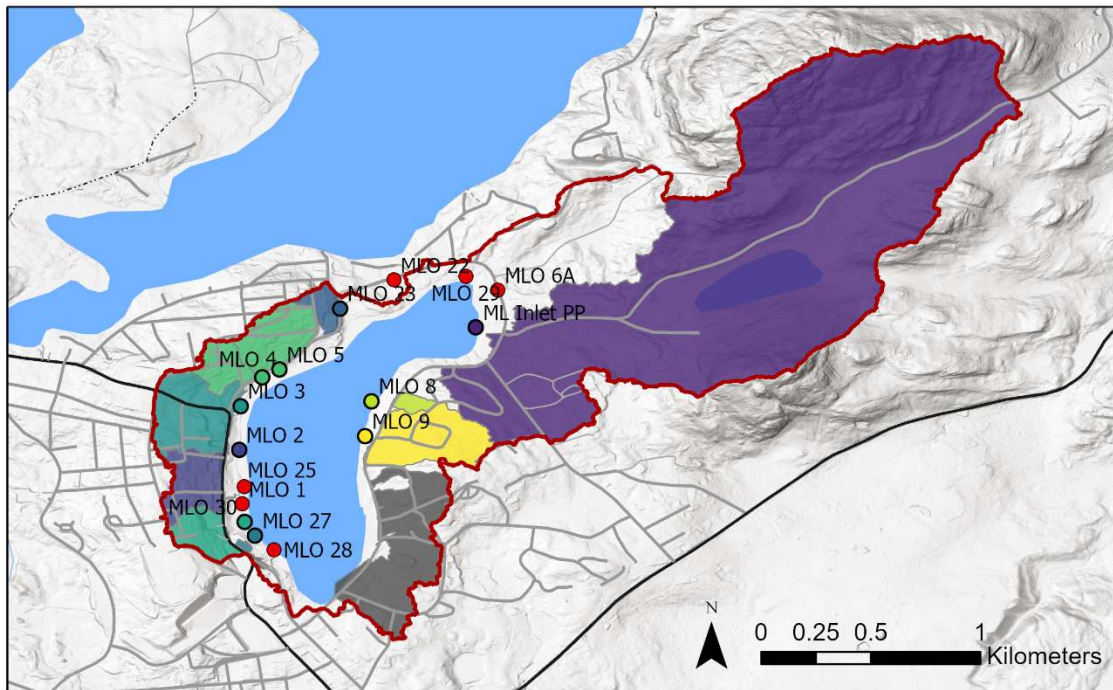 MLO 22
MLO 6A
MLO 29
MLO 23
ML Inlet PP
MLO 5
MLO 4
MLO 3
MLO 8
MLO 9
MLO 2
MLO 25
MLO 1
MLO 30
MLO 27
MLO 28
N
0 0.25 0.5 1
Kilometers